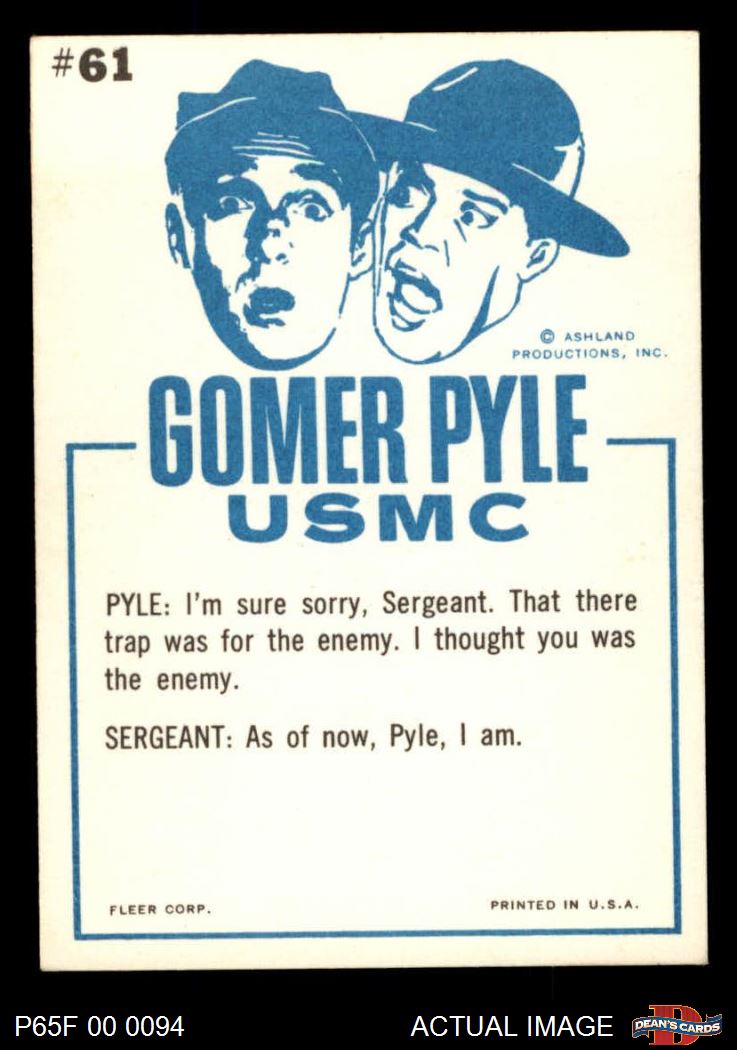 #61
© ASHLAND
PRODUCTIONS, INC.
GOMER PYLE
USMC
PYLE: I'm sure sorry, Sergeant. That there
trap was for the enemy. I thought you was
the enemy.
SERGEANT: As of now, Pyle, I am.
FLEER CORP.
PRINTED IN U.S.A.
P65F 00 0094
ACTUAL IMAGE
D
DEAN'S CARDS